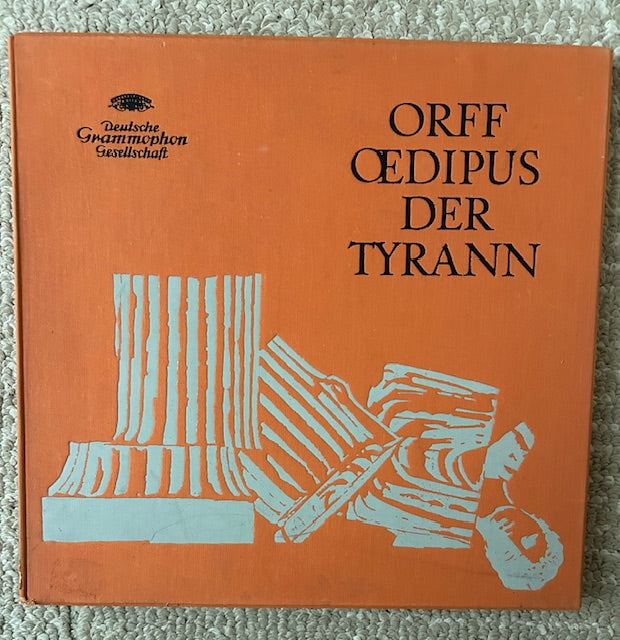 Deutsche
Grammophon
Gesellschaft
ORFF
ŒDIPUS
DER
TYRANN